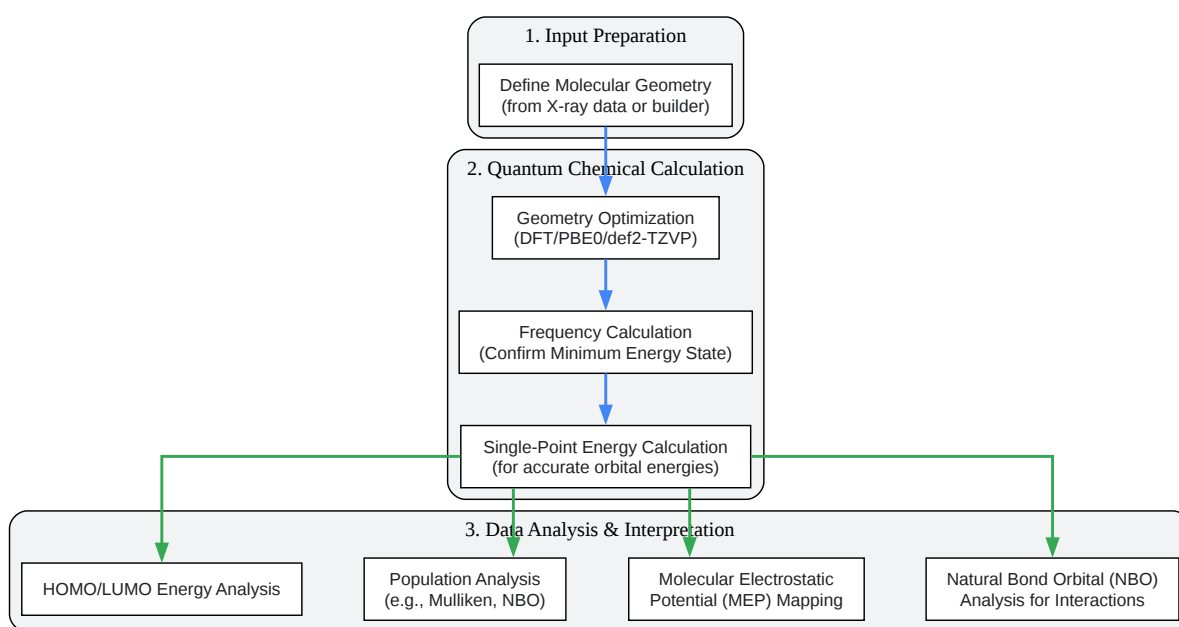 1. Input Preparation
Define Molecular Geometry
(from X-ray data or builder)
2. Quantum Chemical Calculation
Geometry Optimization
(DFT/PBE0/def2-TZVP)
Frequency Calculation
(Confirm Minimum Energy State)
Single-Point Energy Calculation
(for accurate orbital energies)
3. Data Analysis & Interpretation
HOMO/LUMO Energy Analysis
Population Analysis
(e.g., Mulliken, NBO)
Molecular Electrostatic
Potential (MEP) Mapping
Natural Bond Orbital (NBO)
Analysis for Interactions